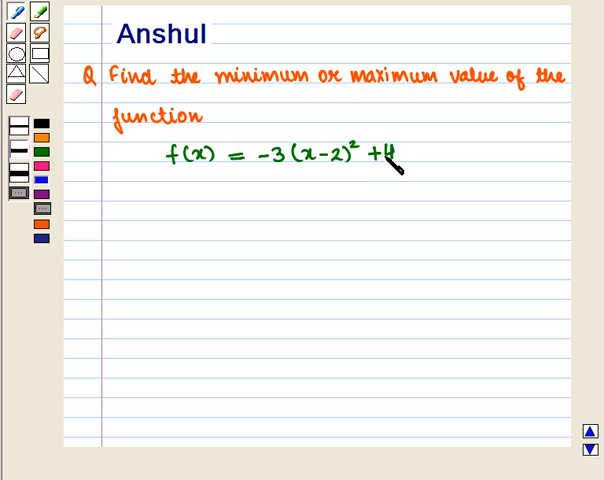 Anshul
Q Find the minimum or maximum value of the
function
f(x) = -3(x-2)² +4